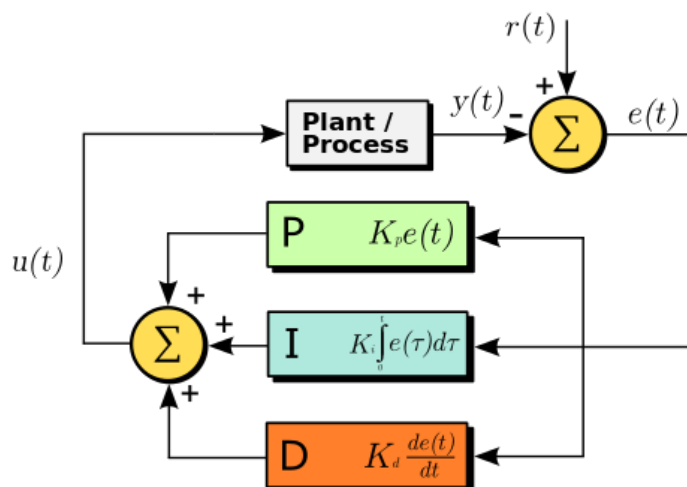 r(t)
+
Plant / Process
y(t)
-
Σ
e(t)
P K_p e(t)
u(t)
+
Σ
+
I K_i ∫_0^t e(τ)dτ
+
D K_d de(t)/dt